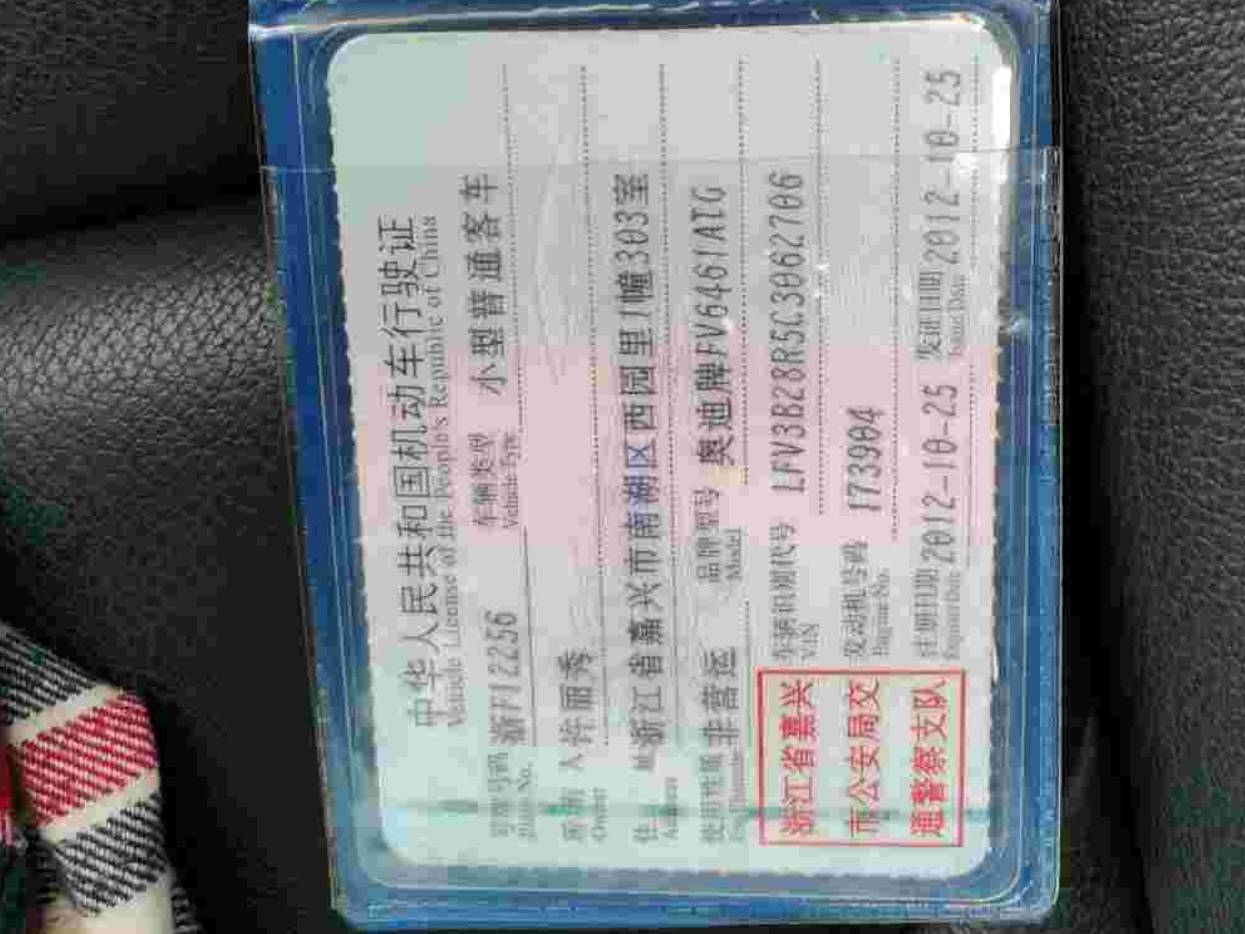 中华人民共和国机动车行驶证
Vehicle License of the People's Republic of China
号牌号码 浙F12256 车辆类型 小型普通客车
Plate No. Vehicle Type
所有人 许丽秀
Owner
住址 浙江省嘉兴市南湖区西园里1幢303室
Address
使用性质 非营运 品牌型号 奥迪牌FV6461ATG
Use Character Model
车辆识别代号 LFV3B28R5C3062706
VIN
发动机号码 173904
Engine No.
注册日期 2012-10-25 发证日期 2012-10-25
Register Date Issue Date
浙江省嘉兴
市公安局交
通警察支队